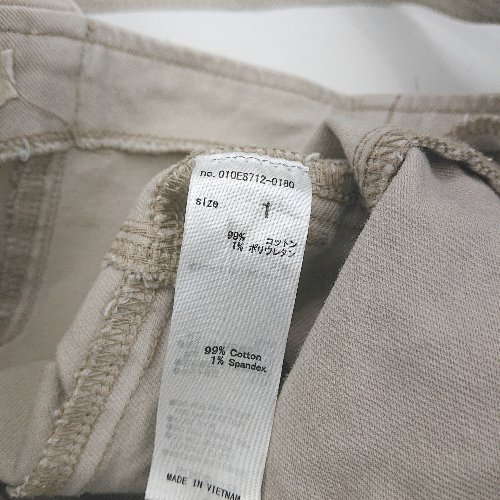 no. 010ES712-0180
size 1
99% コットン
1% ポリウレタン
99% Cotton
1% Spandex
MADE IN VIETNAM